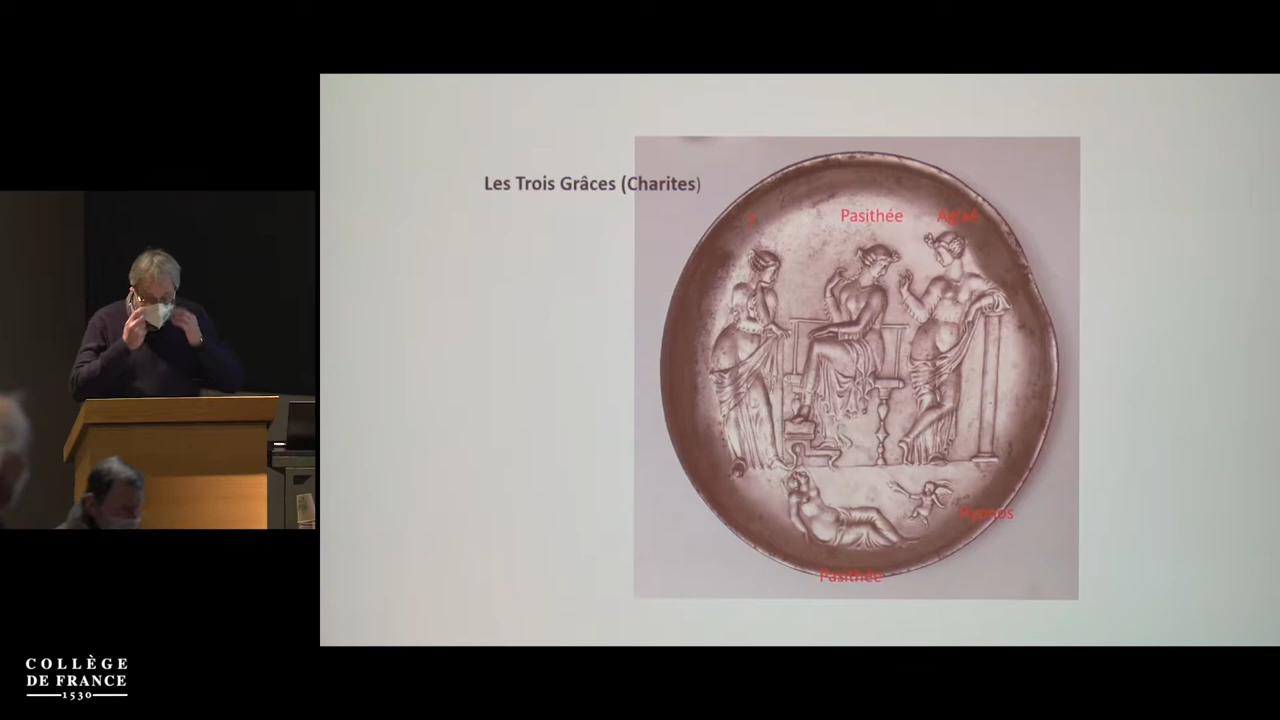 Les Trois Grâces (Charites)
?
Pasithée
Aglaé
Hypnos
Pasithée
COLLÈGE
DE FRANCE
1530